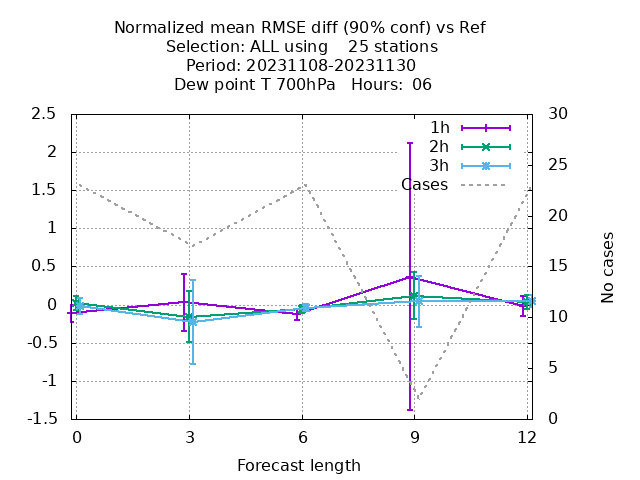 Normalized mean RMSE diff (90% conf) vs Ref
Selection: ALL using    25 stations
Period: 20231108-20231130
Dew point T 700hPa   Hours: 06
2.5
2
1.5
1
0.5
0
-0.5
-1
-1.5
30
25
20
15
10
5
0
1h
2h
3h
Cases
No cases
0 3 6 9 12
Forecast length